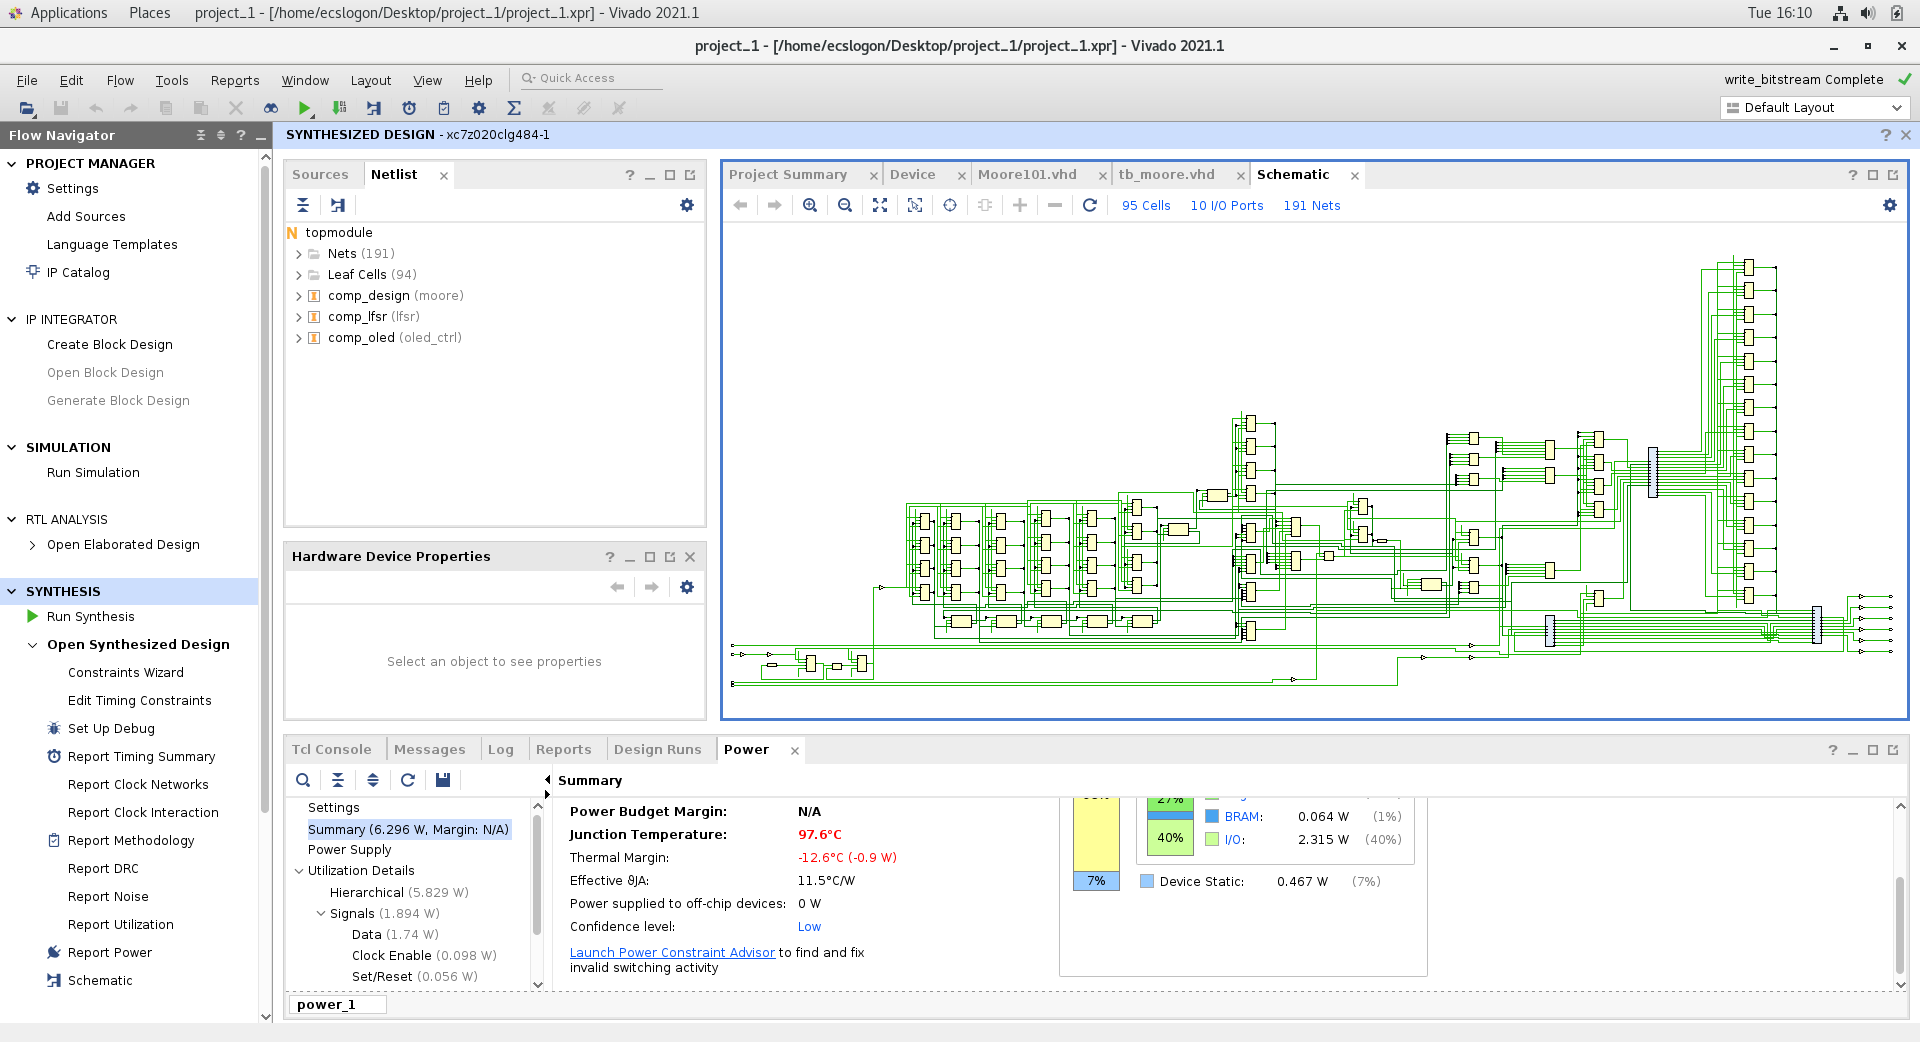 Applications Places project_1 - [/home/ecslogon/Desktop/project_1/project_1.xpr] - Vivado 2021.1 Tue 16:10
project_1 - [/home/ecslogon/Desktop/project_1/project_1.xpr] - Vivado 2021.1
File Edit Flow Tools Reports Window Layout View Help Quick Access write_bitstream Complete
Default Layout
Flow Navigator
PROJECT MANAGER
Settings
Add Sources
Language Templates
IP Catalog
IP INTEGRATOR
Create Block Design
Open Block Design
Generate Block Design
SIMULATION
Run Simulation
RTL ANALYSIS
Open Elaborated Design
SYNTHESIS
Run Synthesis
Open Synthesized Design
Constraints Wizard
Edit Timing Constraints
Set Up Debug
Report Timing Summary
Report Clock Networks
Report Clock Interaction
Report Methodology
Report DRC
Report Noise
Report Utilization
Report Power
Schematic
SYNTHESIZED DESIGN - xc7z020clg484-1
Sources Netlist
N topmodule
Nets (191)
Leaf Cells (94)
comp_design (moore)
comp_lfsr (lfsr)
comp_oled (oled_ctrl)
Hardware Device Properties
Select an object to see properties
Project Summary Device Moore101.vhd tb_moore.vhd Schematic
95 Cells 10 I/O Ports 191 Nets
Tcl Console Messages Log Reports Design Runs Power
Settings
Summary (6.296 W, Margin: N/A)
Power Supply
Utilization Details
Hierarchical (5.829 W)
Signals (1.894 W)
Data (1.74 W)
Clock Enable (0.098 W)
Set/Reset (0.056 W)
Summary
Power Budget Margin: N/A
Junction Temperature: 97.6°C
Thermal Margin: -12.6°C (-0.9 W)
Effective ϑJA: 11.5°C/W
Power supplied to off-chip devices: 0 W
Confidence level: Low
Launch Power Constraint Advisor to find and fix
invalid switching activity
27%
BRAM: 0.064 W (1%)
40% I/O: 2.315 W (40%)
7% Device Static: 0.467 W (7%)
power_1